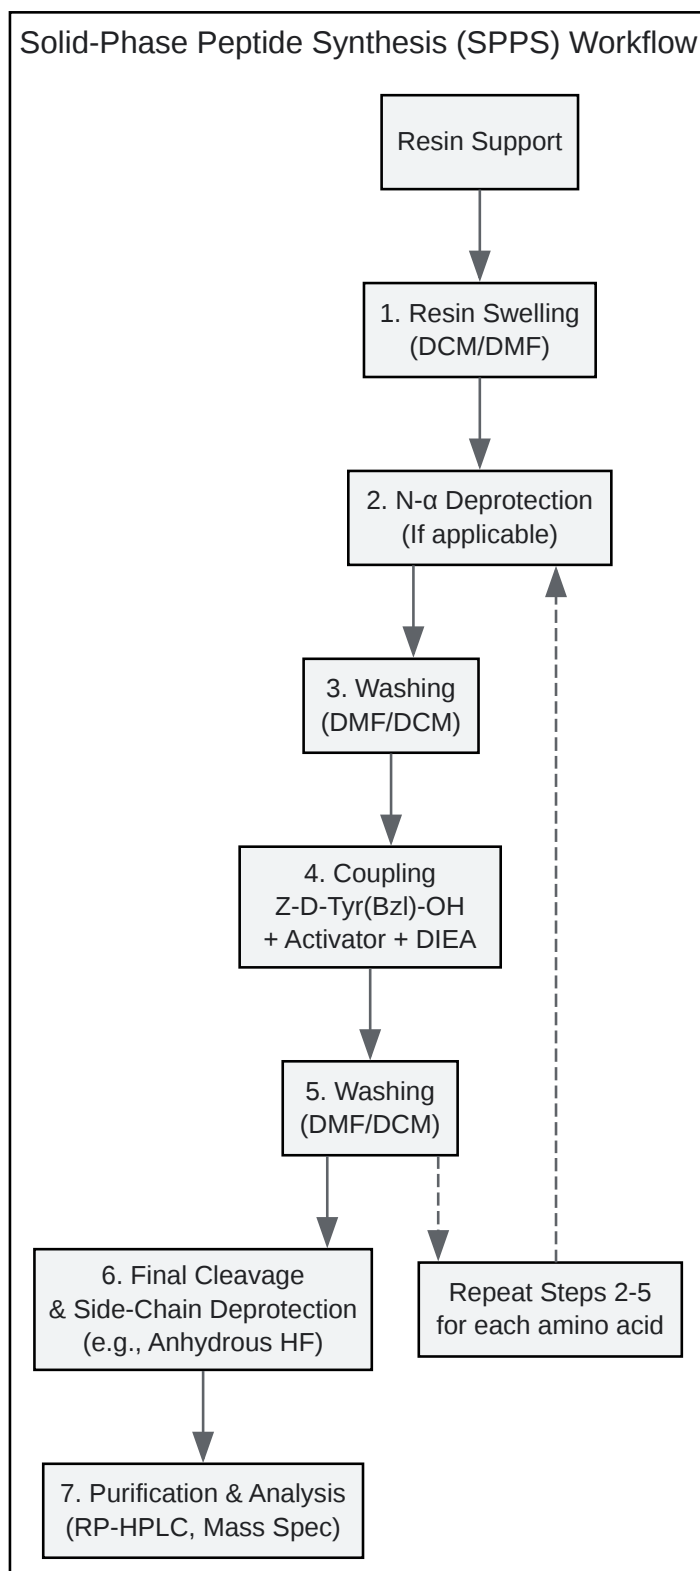 Solid-Phase Peptide Synthesis (SPPS) Workflow
Resin Support
1. Resin Swelling
(DCM/DMF)
2. N-α Deprotection
(If applicable)
3. Washing
(DMF/DCM)
4. Coupling
Z-D-Tyr(Bzl)-OH
+ Activator + DIEA
5. Washing
(DMF/DCM)
6. Final Cleavage
& Side-Chain Deprotection
(e.g., Anhydrous HF)
Repeat Steps 2-5
for each amino acid
7. Purification & Analysis
(RP-HPLC, Mass Spec)